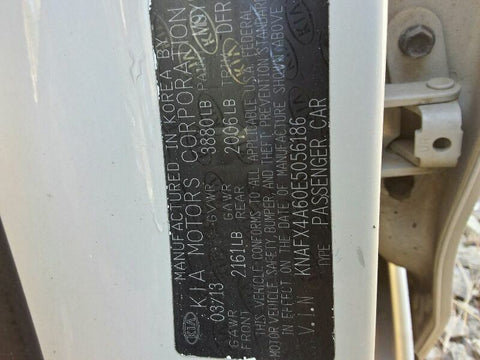 MANUFACTURED IN KOREA BY
KIA MOTORS CORPORATION
03/13 GVWR 3880LB
GAWR FRONT 2161LB GAWR REAR 2006LB
THIS VEHICLE CONFORMS TO ALL APPLICABLE U.S. FEDERAL
MOTOR VEHICLE SAFETY, BUMPER, AND THEFT PREVENTION STANDARDS
IN EFFECT ON THE DATE OF MANUFACTURE SHOWN ABOVE
V.I.N KNAFX4A60E5056186
TYPE PASSENGER CAR
KIA